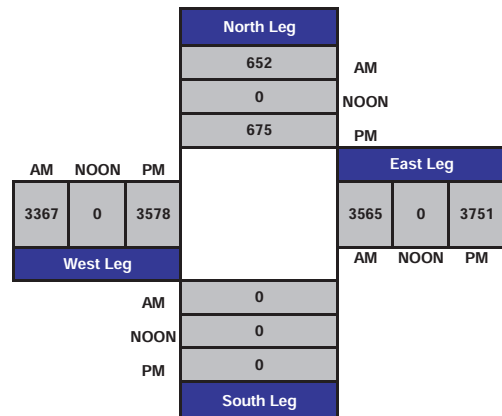 North Leg
652 AM
0 NOON
675 PM
AM NOON PM
East Leg
3367 0 3578
3565 0 3751
West Leg
AM NOON PM
AM 0
NOON 0
PM 0
South Leg